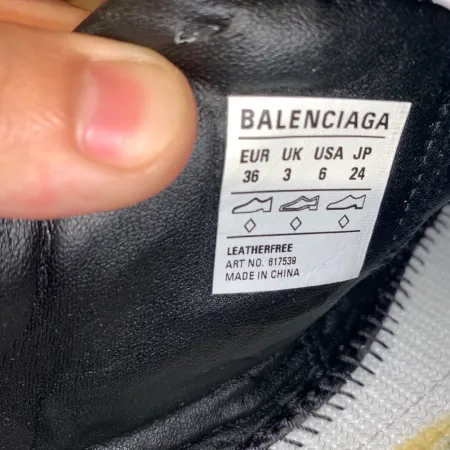 BALENCIAGA
EUR UK USA JP
36 3 6 24
LEATHERFREE
ART NO. 617539
MADE IN CHINA